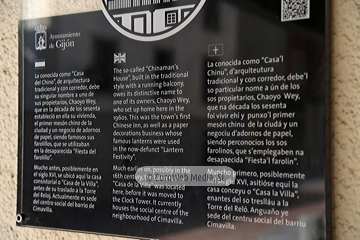 Ayuntamiento
de Gijón
La conocida como "Casa
del Chino", de arquitectura
tradicional y con corredor, debe
su singular nombre a uno de
sus propietarios, Chaoyo Wey,
que en la década de los sesenta
estableció en ella su vivienda,
el primer mesón chino de la
ciudad y un negocio de adornos
de papel, siendo famosos sus
farolillos, que se utilizaban
en la desaparecida "Fiesta del
farolillo".
Mucho antes, posiblemente
en el siglo XVI, se ubicó aquí la casa
consistorial o "Casa de la Villa",
antes de su traslado a la Torre
del Reloj. Actualmente es sede
del centro social del barrio de
Cimavilla.
The so-called "Chinaman's
House", built in the traditional
style with a running balcony,
owes its distinctive name to
one of its owners, Chaoyo Wey,
who set up home here in the
1960s. This was the town's first
Chinese inn, as well as a paper
decorations business whose
famous lanterns were used
in the now-defunct "Lantern
Festivity".
Much earlier on, possibly in the
"Casa de la Villa" was located
here, before it was moved to
the Clock Tower. It currently
houses the social centre of the
neighbourhood of Cimavilla.
La conocida como "Casa'l
Chinu", d'arquitectura
tradicional y con corredor, debe'l
so particular nome a ún de los
sos propietarios, Chaoyo Wey,
que na década los sesenta
foi vivir ehí y punxo'l primer
mesón chinu de la ciudá y un
negociu d'adornos de papel,
siendo perconocíos los sos
farolinos, que s'emplegaben na
desaparecida "Fiesta'l farolín".
Mucho primero, posiblemente
nel sieglu XVI, asitióse equí la
casa conceyu o "Casa la Villa",
enantes del so treslláu a la
Torre del Reló. Anguaño ye
sede del centru social del barriu
Cimavilla.